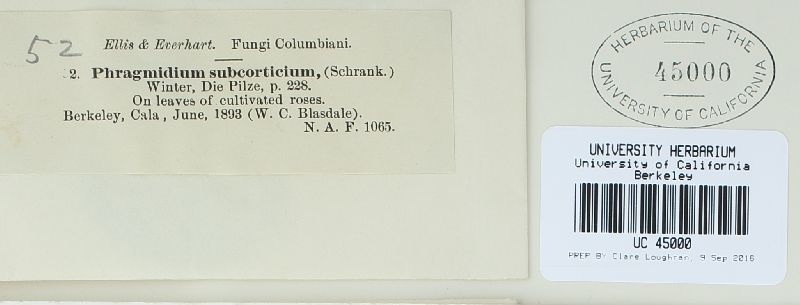 52
Ellis & Everhart. Fungi Columbiani.
2. Phragmidium subcorticium, (Schrank.)
Winter, Die Pilze, p. 228.
On leaves of cultivated roses.
Berkeley, Cala, June, 1893 (W. C. Blasdale).
N. A. F. 1065.
HERBARIUM OF THE
45000
UNIVERSITY OF CALIFORNIA
UNIVERSITY HERBARIUM
University of California
Berkeley
UC 45000
PREP BY Clare Loughran, 9 Sep 2016